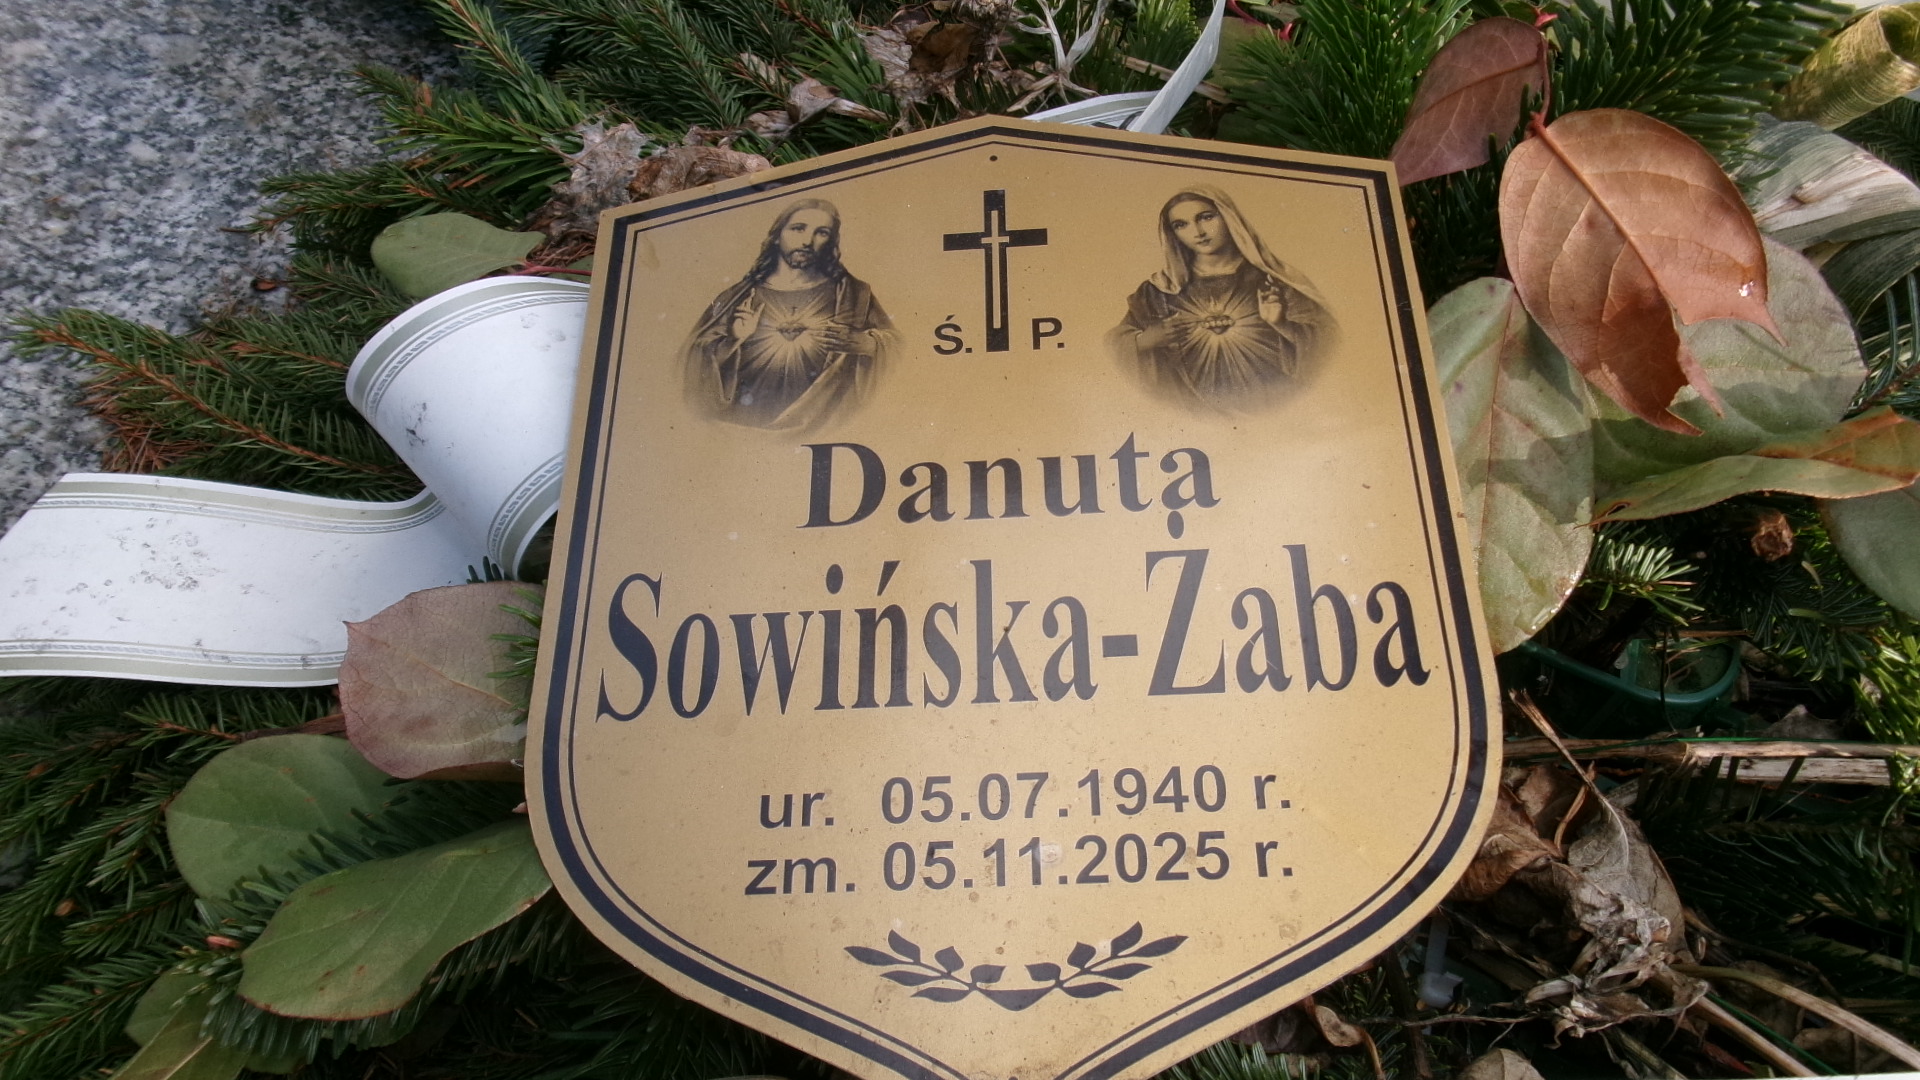 Ś. P.
Danuta
Sowińska-Żaba
ur. 05.07.1940 r.
zm. 05.11.2025 r.